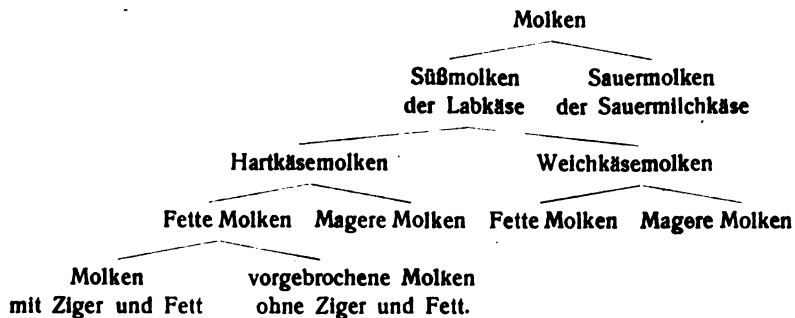 Molken
Süßmolken Sauermolken
der Labkäse der Sauermilchkäse
Hartkäsemolken Weichkäsemolken
Fette Molken Magere Molken Fette Molken Magere Molken
Molken vorgebrochene Molken
mit Ziger und Fett ohne Ziger und Fett.